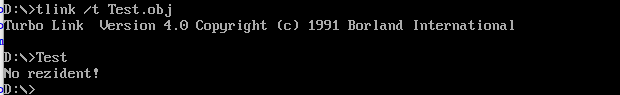 D:\>tlink /t Test.obj
Turbo Link  Version 4.0 Copyright (c) 1991 Borland International
D:\>Test
No rezident!
D:\>